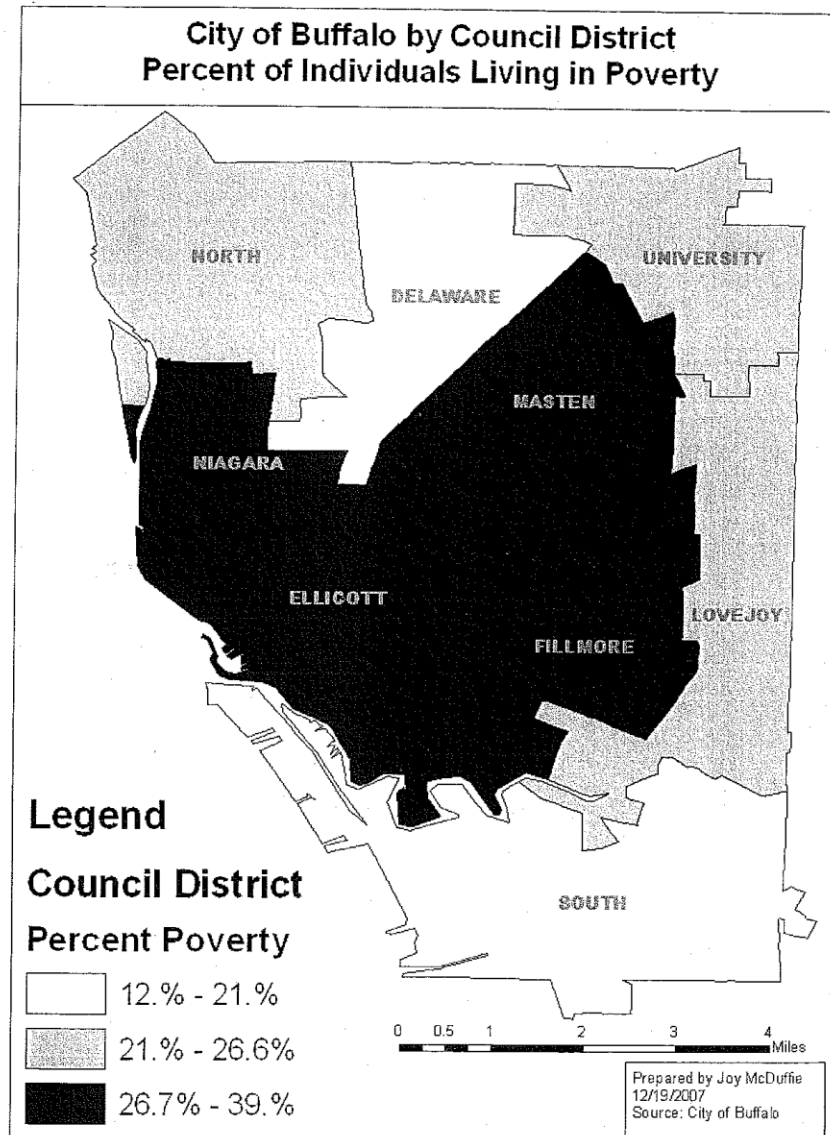 City of Buffalo by Council District
Percent of Individuals Living in Poverty
NORTH
UNIVERSITY
DELAWARE
MASTEN
NIAGARA
ELLICOTT
LOVEJOY
FILLMORE
SOUTH
Legend
Council District
Percent Poverty
12.% - 21.%
21.% - 26.6%
26.7% - 39.%
0 0.5 1 2 3 4
Miles
Prepared by Joy McDuffie
12/19/2007
Source: City of Buffalo